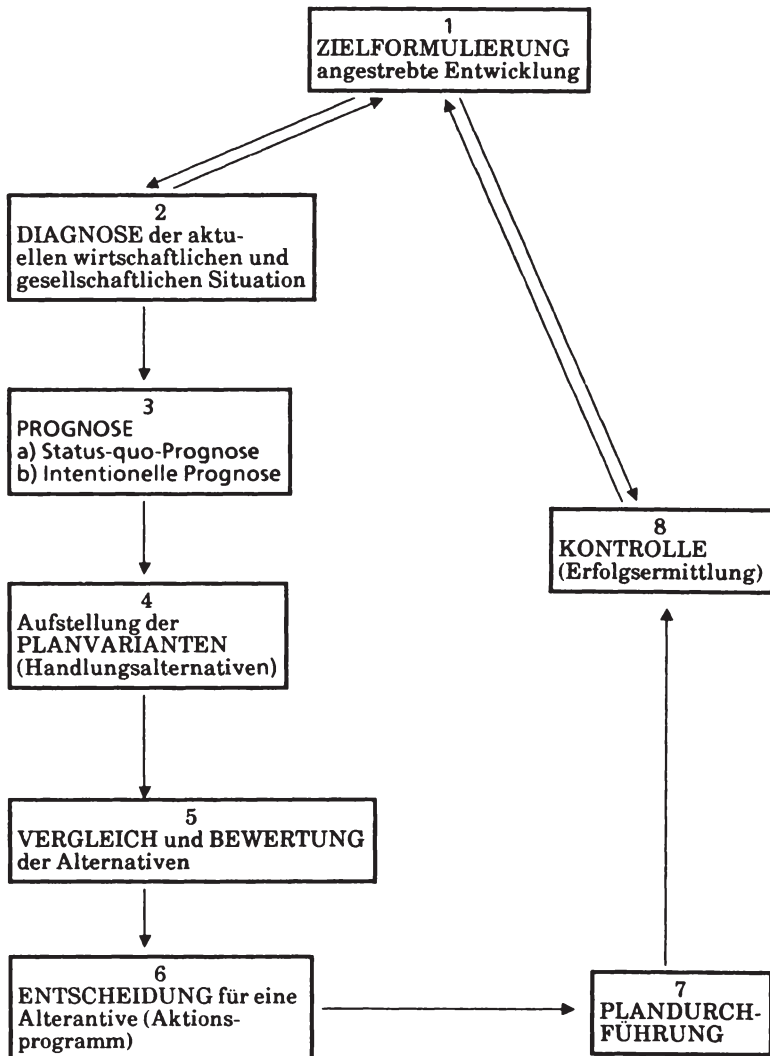 1
ZIELFORMULIERUNG
angestrebte Entwicklung
2
DIAGNOSE der aktu-
ellen wirtschaftlichen und
gesellschaftlichen Situation
3
PROGNOSE
a) Status-quo-Prognose
b) Intentionelle Prognose
4
Aufstellung der
PLANVARIANTEN
(Handlungsalternativen)
5
VERGLEICH und BEWERTUNG
der Alternativen
6
ENTSCHEIDUNG für eine
Alterantive (Aktions-
programm)
7
PLANDURCH-
FÜHRUNG
8
KONTROLLE
(Erfolgsermittlung)